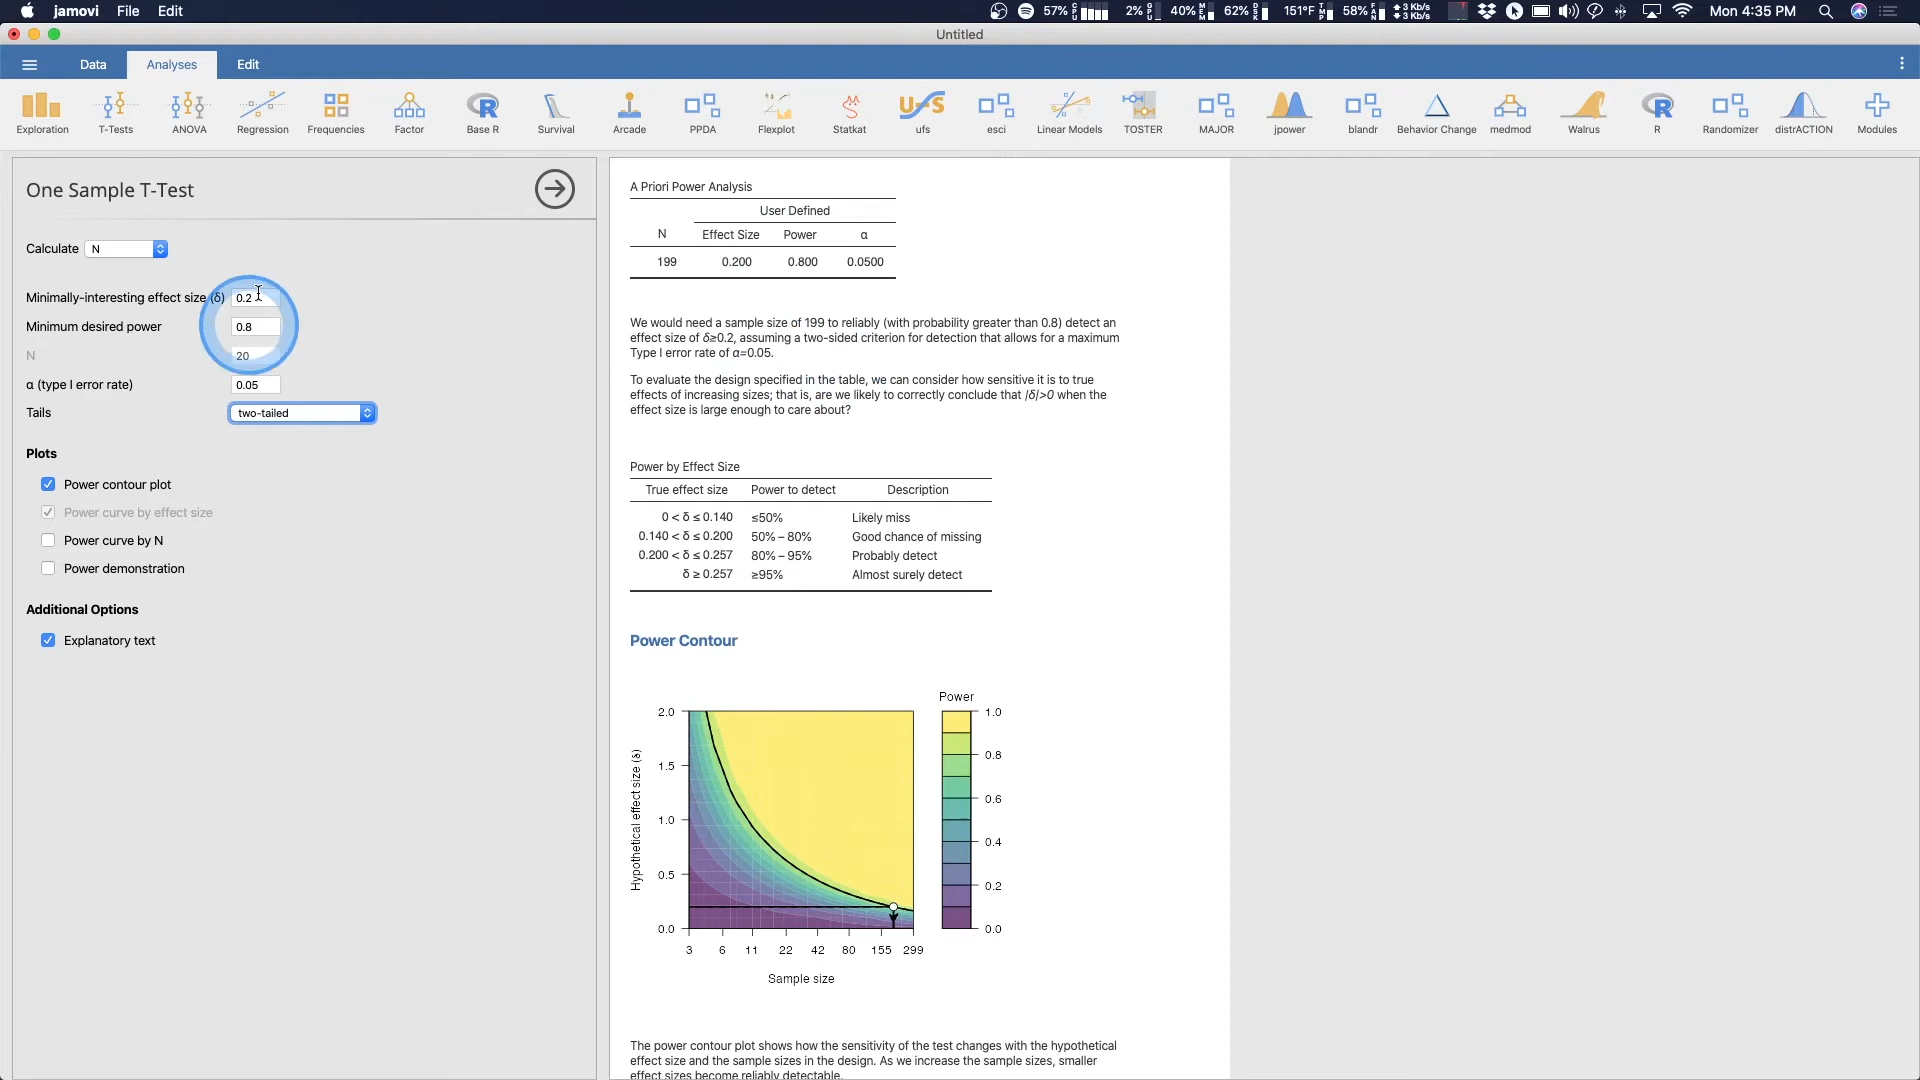 jamovi File Edit 57% CPU 2% GPU 40% MEM 62% DSK 151°F TMP 58% FAN 3 Kb/s 3 Kb/s Mon 4:35 PM
Untitled
Data Analyses Edit
Exploration T-Tests ANOVA Regression Frequencies Factor Base R Survival Arcade PPDA Flexplot Statkat ufs esci Linear Models TOSTER MAJOR jpower blandr Behavior Change medmod Walrus R Randomizer distrACTION Modules
One Sample T-Test
Calculate N
Minimally-interesting effect size (δ) 0.2
Minimum desired power 0.8
N 20
α (type I error rate) 0.05
Tails two-tailed
Plots
Power contour plot
Power curve by effect size
Power curve by N
Power demonstration
Additional Options
Explanatory text
A Priori Power Analysis
User Defined
N Effect Size Power α
199 0.200 0.800 0.0500
We would need a sample size of 199 to reliably (with probability greater than 0.8) detect an
effect size of δ≥0.2, assuming a two-sided criterion for detection that allows for a maximum
Type I error rate of α=0.05.
To evaluate the design specified in the table, we can consider how sensitive it is to true
effects of increasing sizes; that is, are we likely to correctly conclude that |δ|>0 when the
effect size is large enough to care about?
Power by Effect Size
True effect size Power to detect Description
0 < δ ≤ 0.140 ≤50% Likely miss
0.140 < δ ≤ 0.200 50% – 80% Good chance of missing
0.200 < δ ≤ 0.257 80% – 95% Probably detect
δ ≥ 0.257 ≥95% Almost surely detect
Power Contour
Power
Hypothetical effect size (δ)
2.0
1.5
1.0
0.5
0.0
1.0
0.8
0.6
0.4
0.2
0.0
3 6 11 22 42 80 155 299
Sample size
The power contour plot shows how the sensitivity of the test changes with the hypothetical
effect size and the sample sizes in the design. As we increase the sample sizes, smaller
effect sizes become reliably detectable.